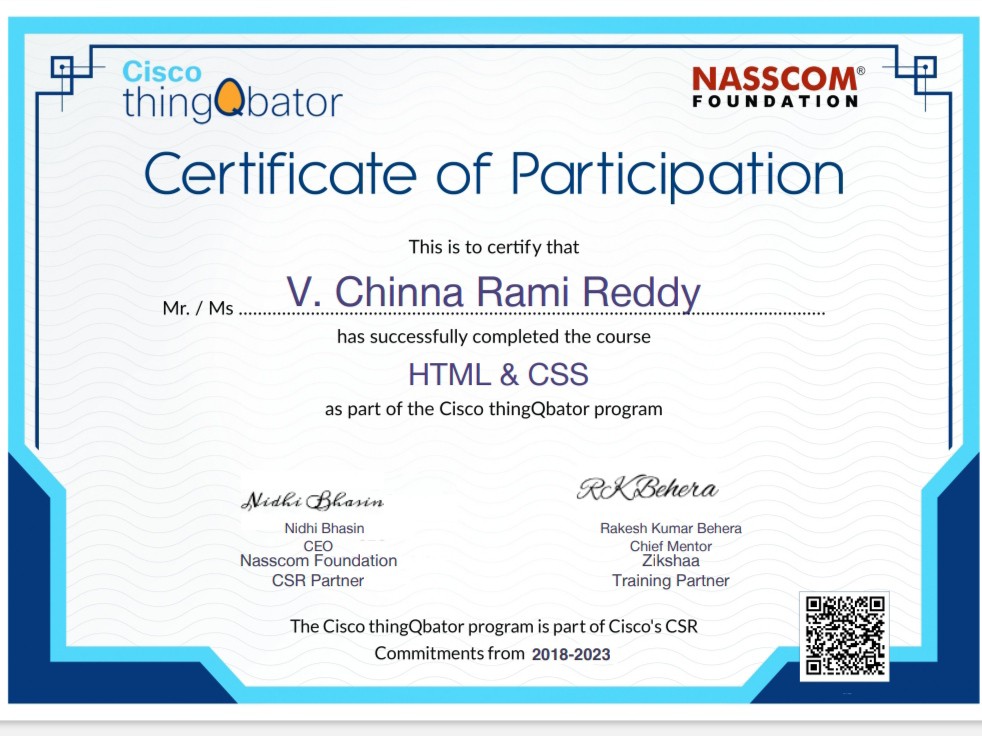 Cisco
thingQbator
NASSCOM®
FOUNDATION
Certificate of Participation
This is to certify that
Mr. / Ms V. Chinna Rami Reddy
has successfully completed the course
HTML & CSS
as part of the Cisco thingQbator program
Nidhi Bhasin
Nidhi Bhasin
CEO
Nasscom Foundation
CSR Partner
RKBehera
Rakesh Kumar Behera
Chief Mentor
Zikshaa
Training Partner
The Cisco thingQbator program is part of Cisco's CSR
Commitments from 2018-2023